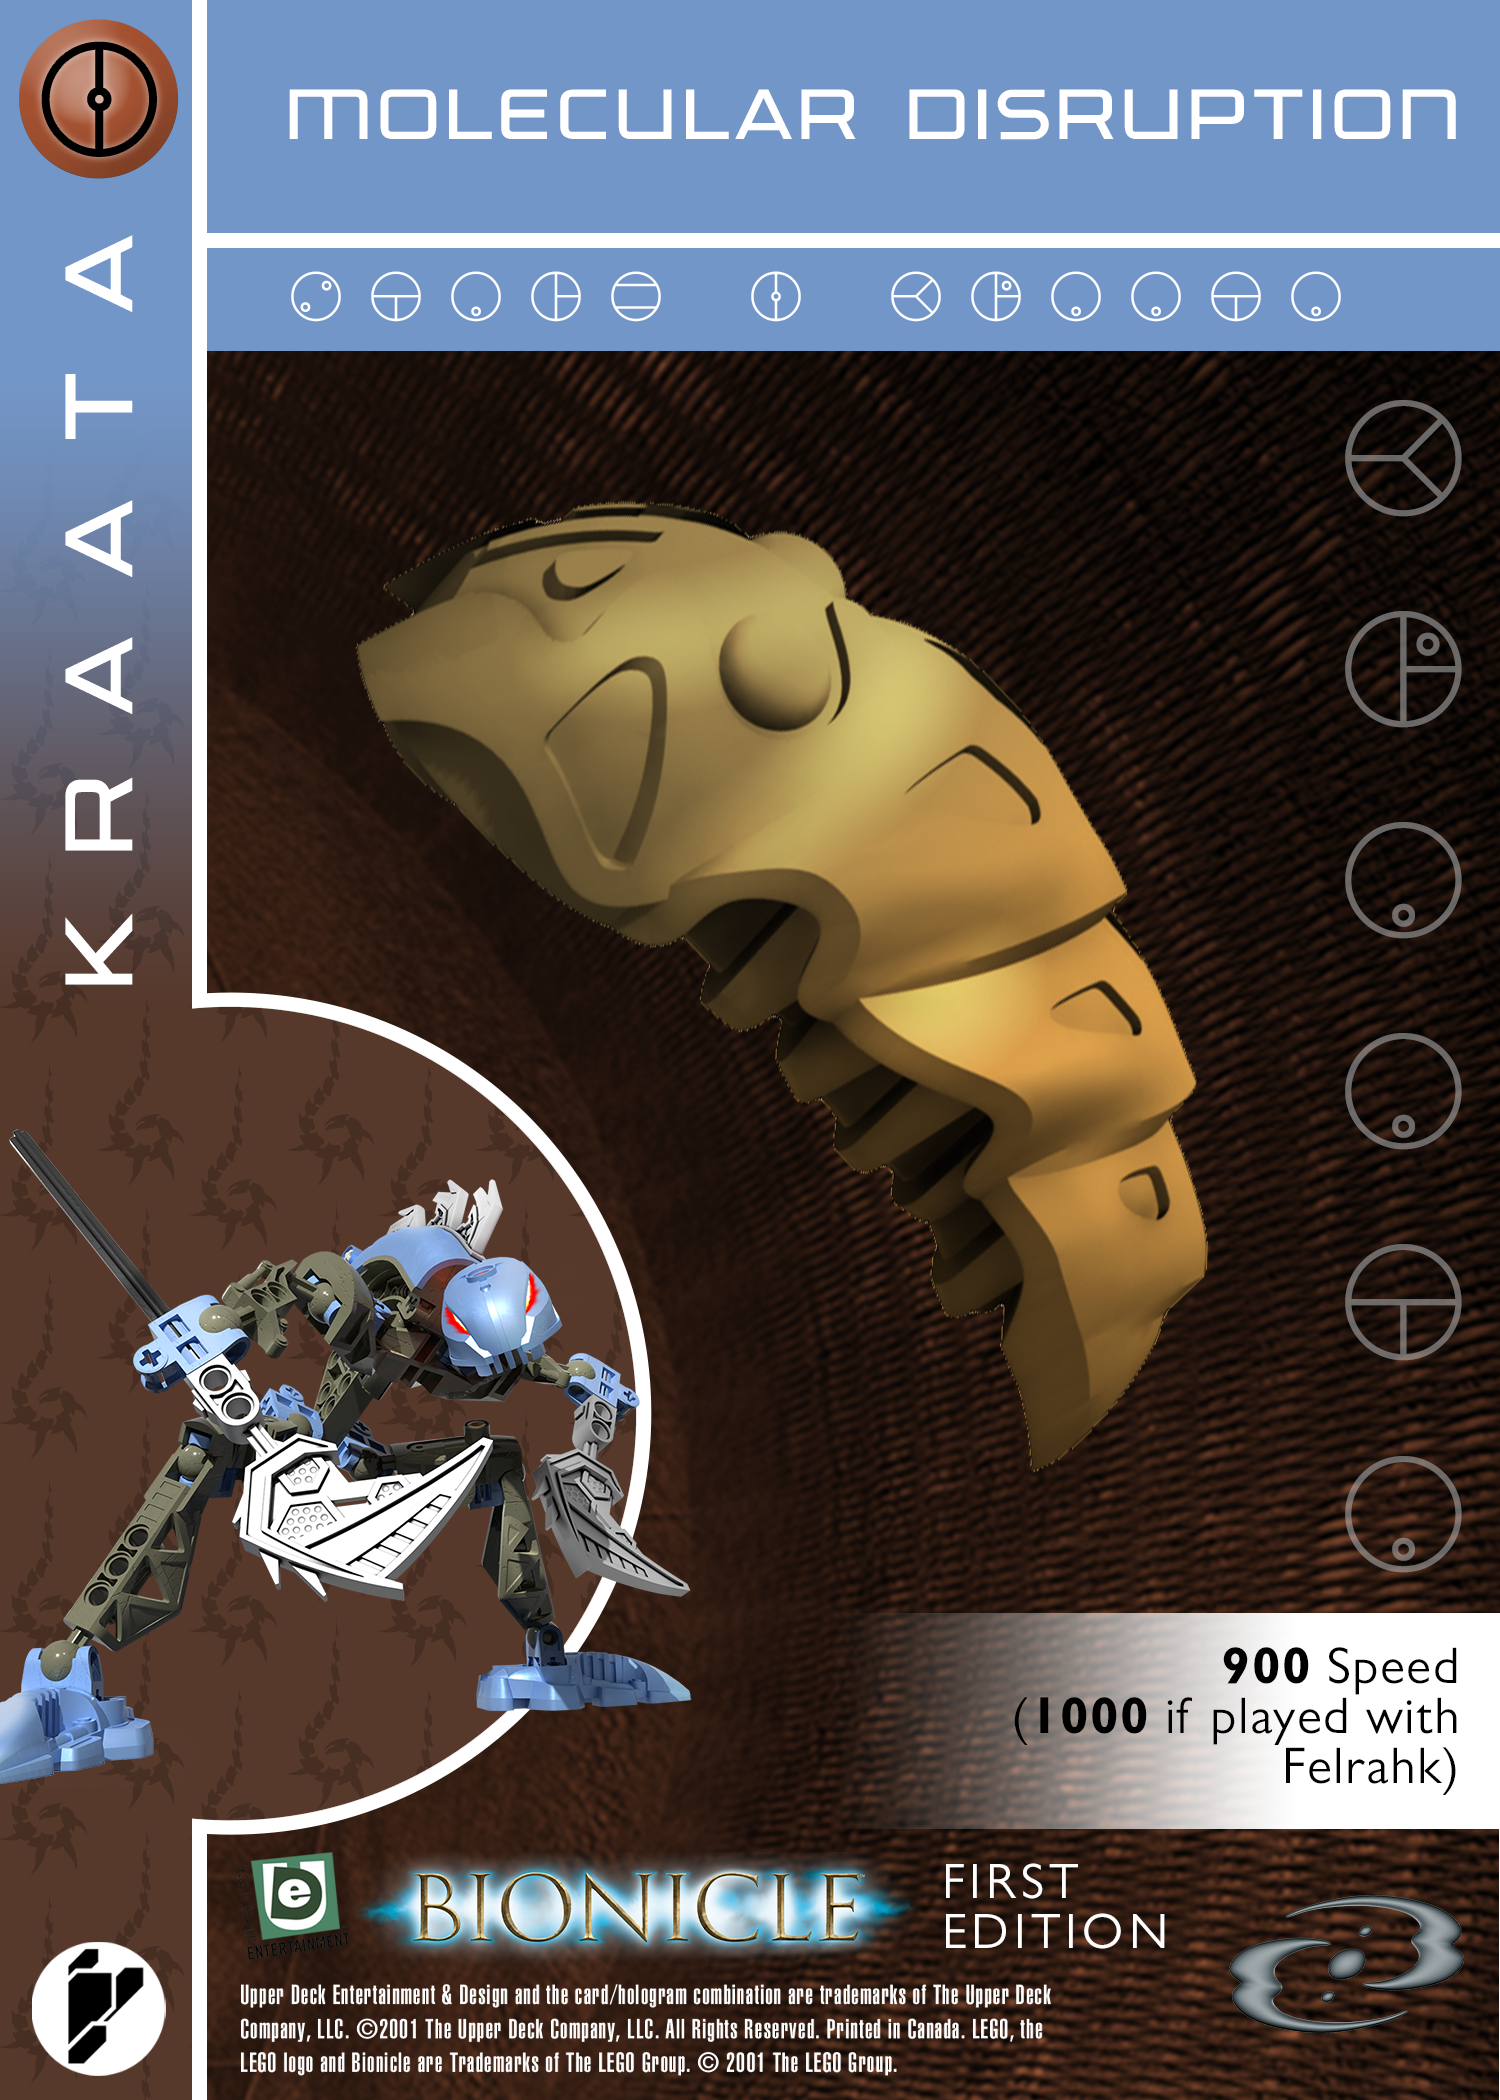 MOLECULAR DISRUPTION
KRAATA
900 Speed
(1000 if played with
Felrahk)
e
ENTERTAINMENT
BIONICLE
FIRST
EDITION
Upper Deck Entertainment & Design and the card/hologram combination are trademarks of The Upper Deck
Company, LLC. ©2001 The Upper Deck Company, LLC. All Rights Reserved. Printed in Canada. LEGO, the
LEGO logo and Bionicle are Trademarks of The LEGO Group. © 2001 The LEGO Group.